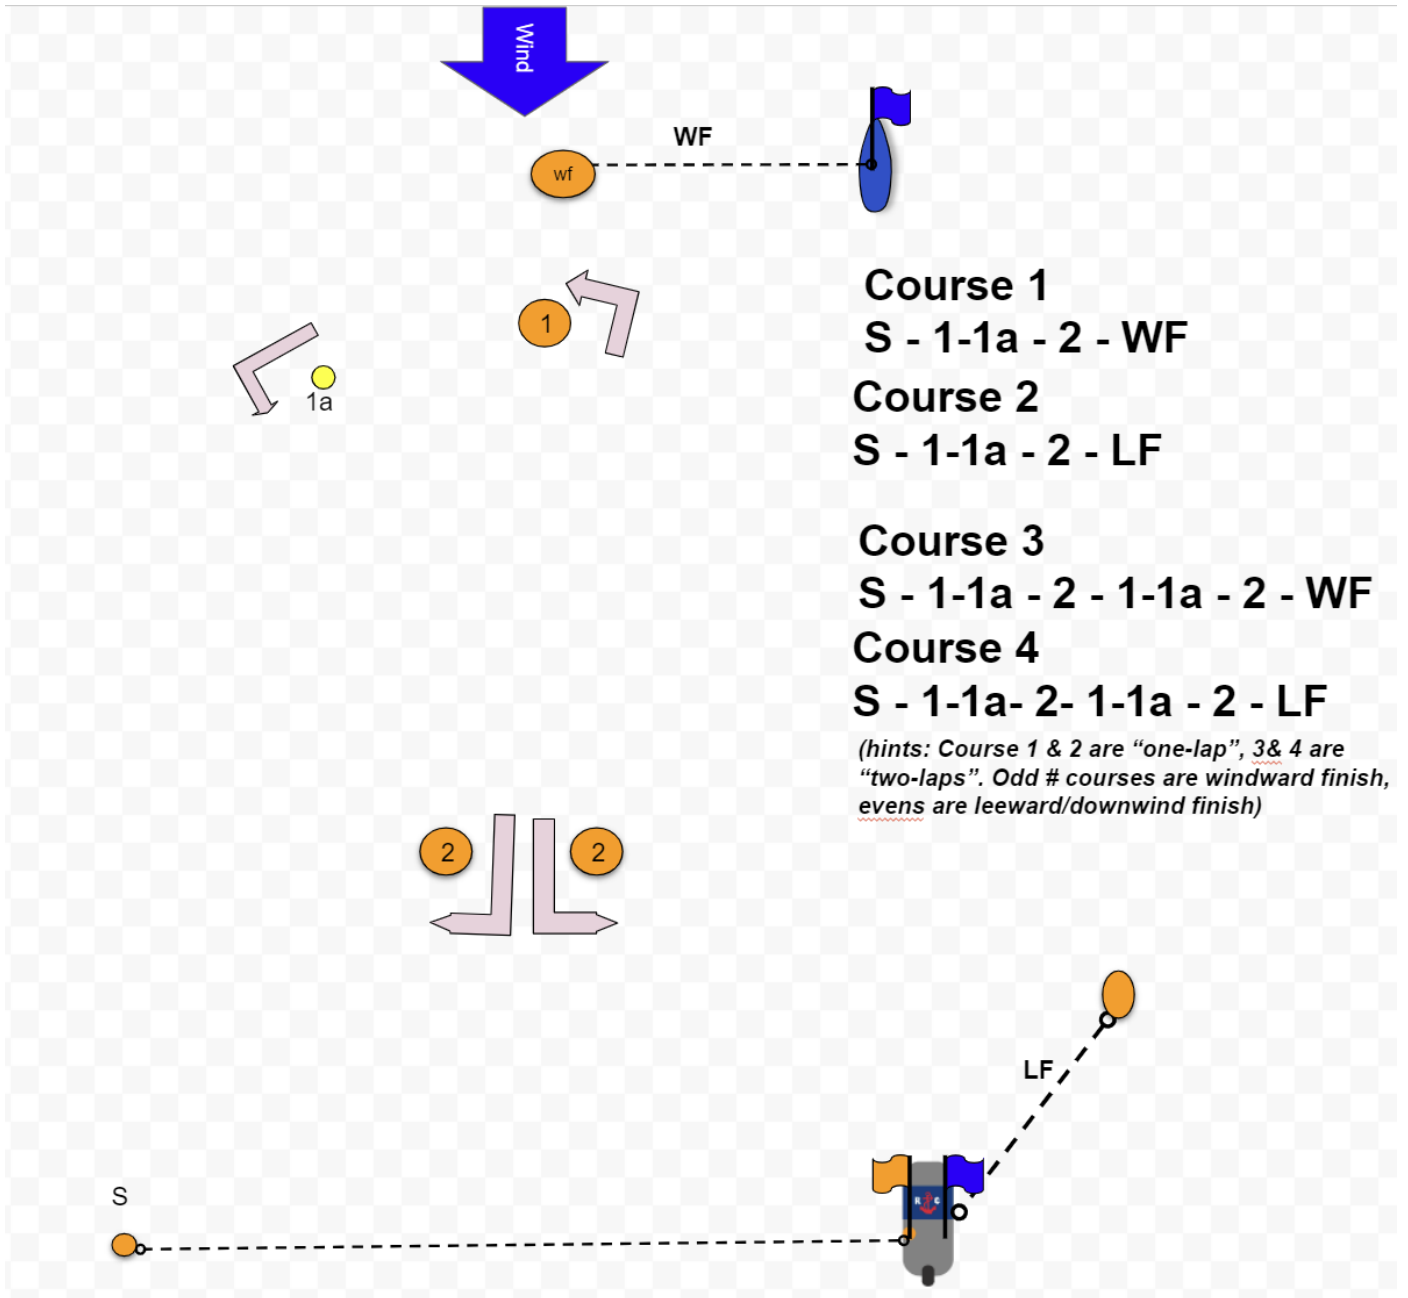 Wind
WF
wf
Course 1
1
S - 1-1a - 2 - WF
1a
Course 2
S - 1-1a - 2 - LF
Course 3
S - 1-1a - 2 - 1-1a - 2 - WF
Course 4
S - 1-1a- 2- 1-1a - 2 - LF
(hints: Course 1 & 2 are “one-lap”, 3& 4 are
“two-laps”. Odd # courses are windward finish,
evens are leeward/downwind finish)
2
2
LF
S
R C